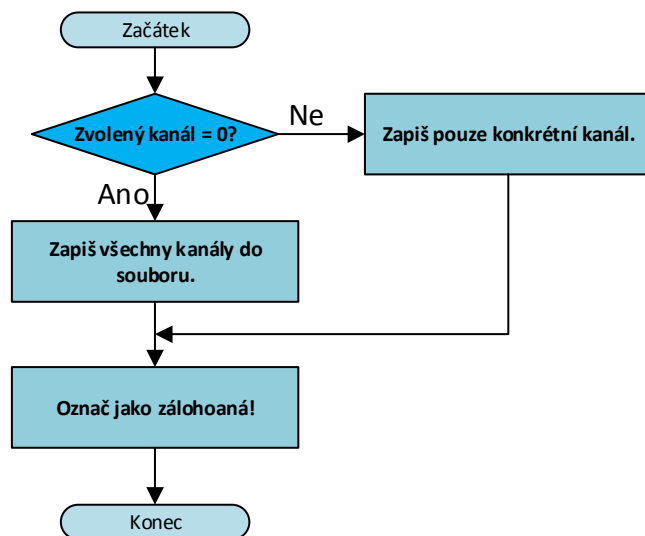 Začátek
Zvolený kanál = 0?
Ne
Zapiš pouze konkrétní kanál.
Ano
Zapiš všechny kanály do
souboru.
Označ jako zálohoaná!
Konec